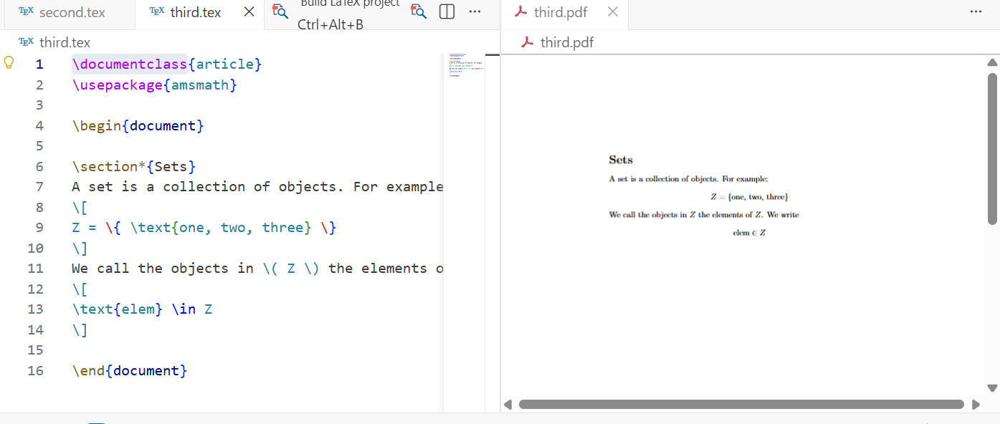 TEX second.tex
TEX third.tex
Build LaTeX project
Ctrl+Alt+B
third.pdf
TEX third.tex
third.pdf
1 \documentclass{article}
2 \usepackage{amsmath}
3
4 \begin{document}
5
6 \section*{Sets}
7 A set is a collection of objects. For example
8 \[
9 Z = \{ \text{one, two, three} \}
10 \]
11 We call the objects in \( Z \) the elements o
12 \[
13 \text{elem} \in Z
14 \]
15
16 \end{document}
Sets
A set is a collection of objects. For example:
Z = {one, two, three}
We call the objects in Z the elements of Z. We write
elem ∈ Z